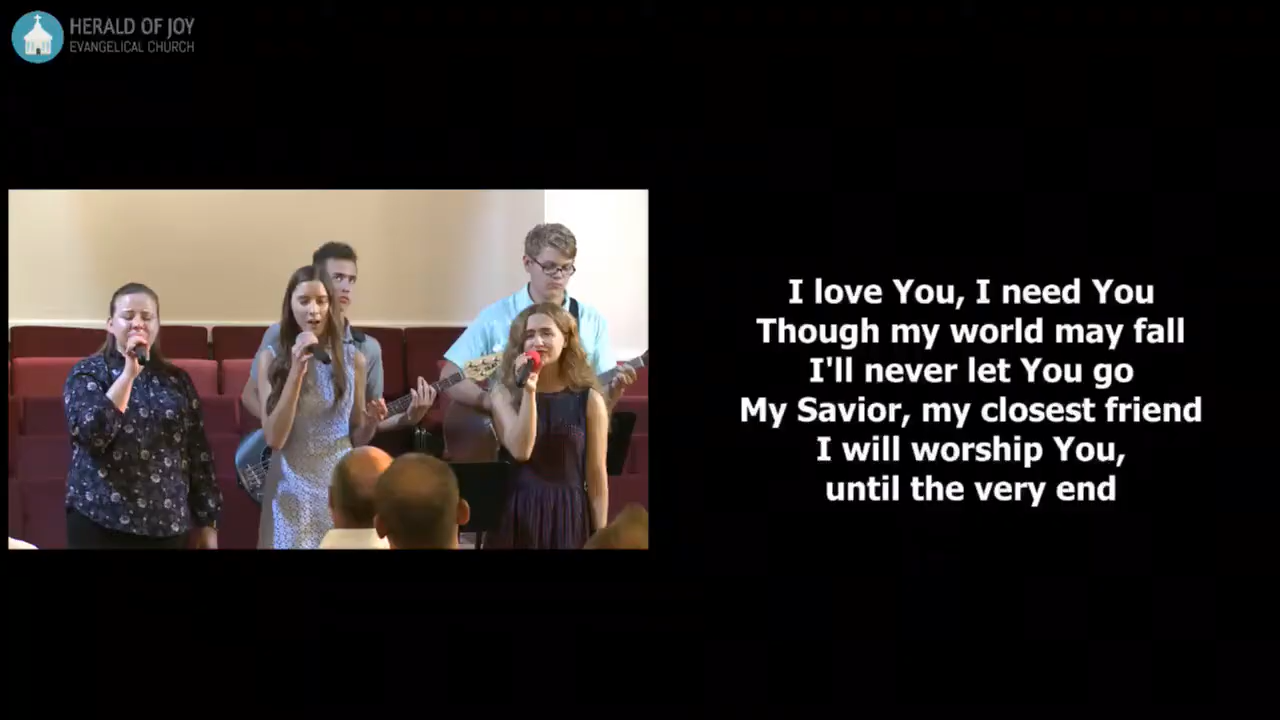 HERALD OF JOY
EVANGELICAL CHURCH
I love You, I need You
Though my world may fall
I'll never let You go
My Savior, my closest friend
I will worship You,
until the very end